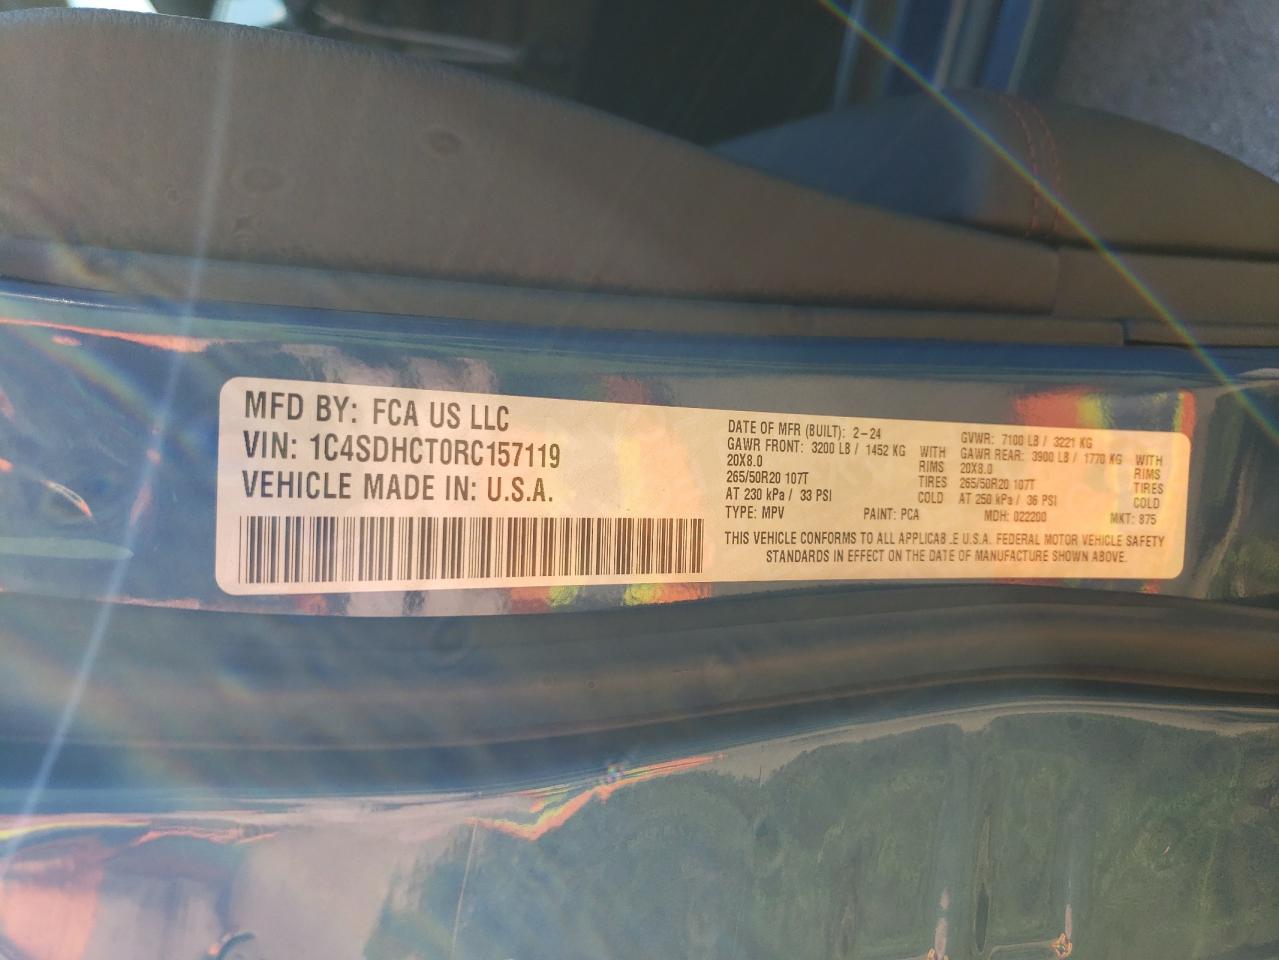 MFD BY: FCA US LLC
VIN: 1C4SDHCT0RC157119
VEHICLE MADE IN: U.S.A.
DATE OF MFR (BUILT): 2-24
GAWR FRONT: 3200 LB / 1452 KG WITH
20X8.0 RIMS
265/50R20 107T TIRES
AT 230 kPa / 33 PSI COLD
GVWR: 7100 LB / 3221 KG
GAWR REAR: 3900 LB / 1770 KG WITH
20X8.0 RIMS
265/50R20 107T TIRES
AT 250 kPa / 36 PSI COLD
TYPE: MPV PAINT: PCA MDH: 022200 MKT: 875
THIS VEHICLE CONFORMS TO ALL APPLICAB .E U.S.A. FEDERAL MOTOR VEHICLE SAFETY
STANDARDS IN EFFECT ON THE DATE OF MANUFACTURE SHOWN ABOVE.